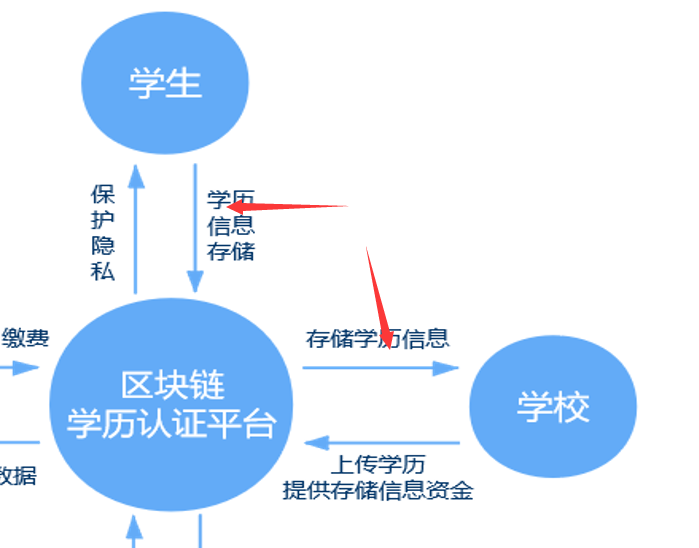 学生
保
护
隐
私
学历
信息
存储
缴费
存储学历信息
区块链
学历认证平台
学校
数据
上传学历
提供存储信息资金